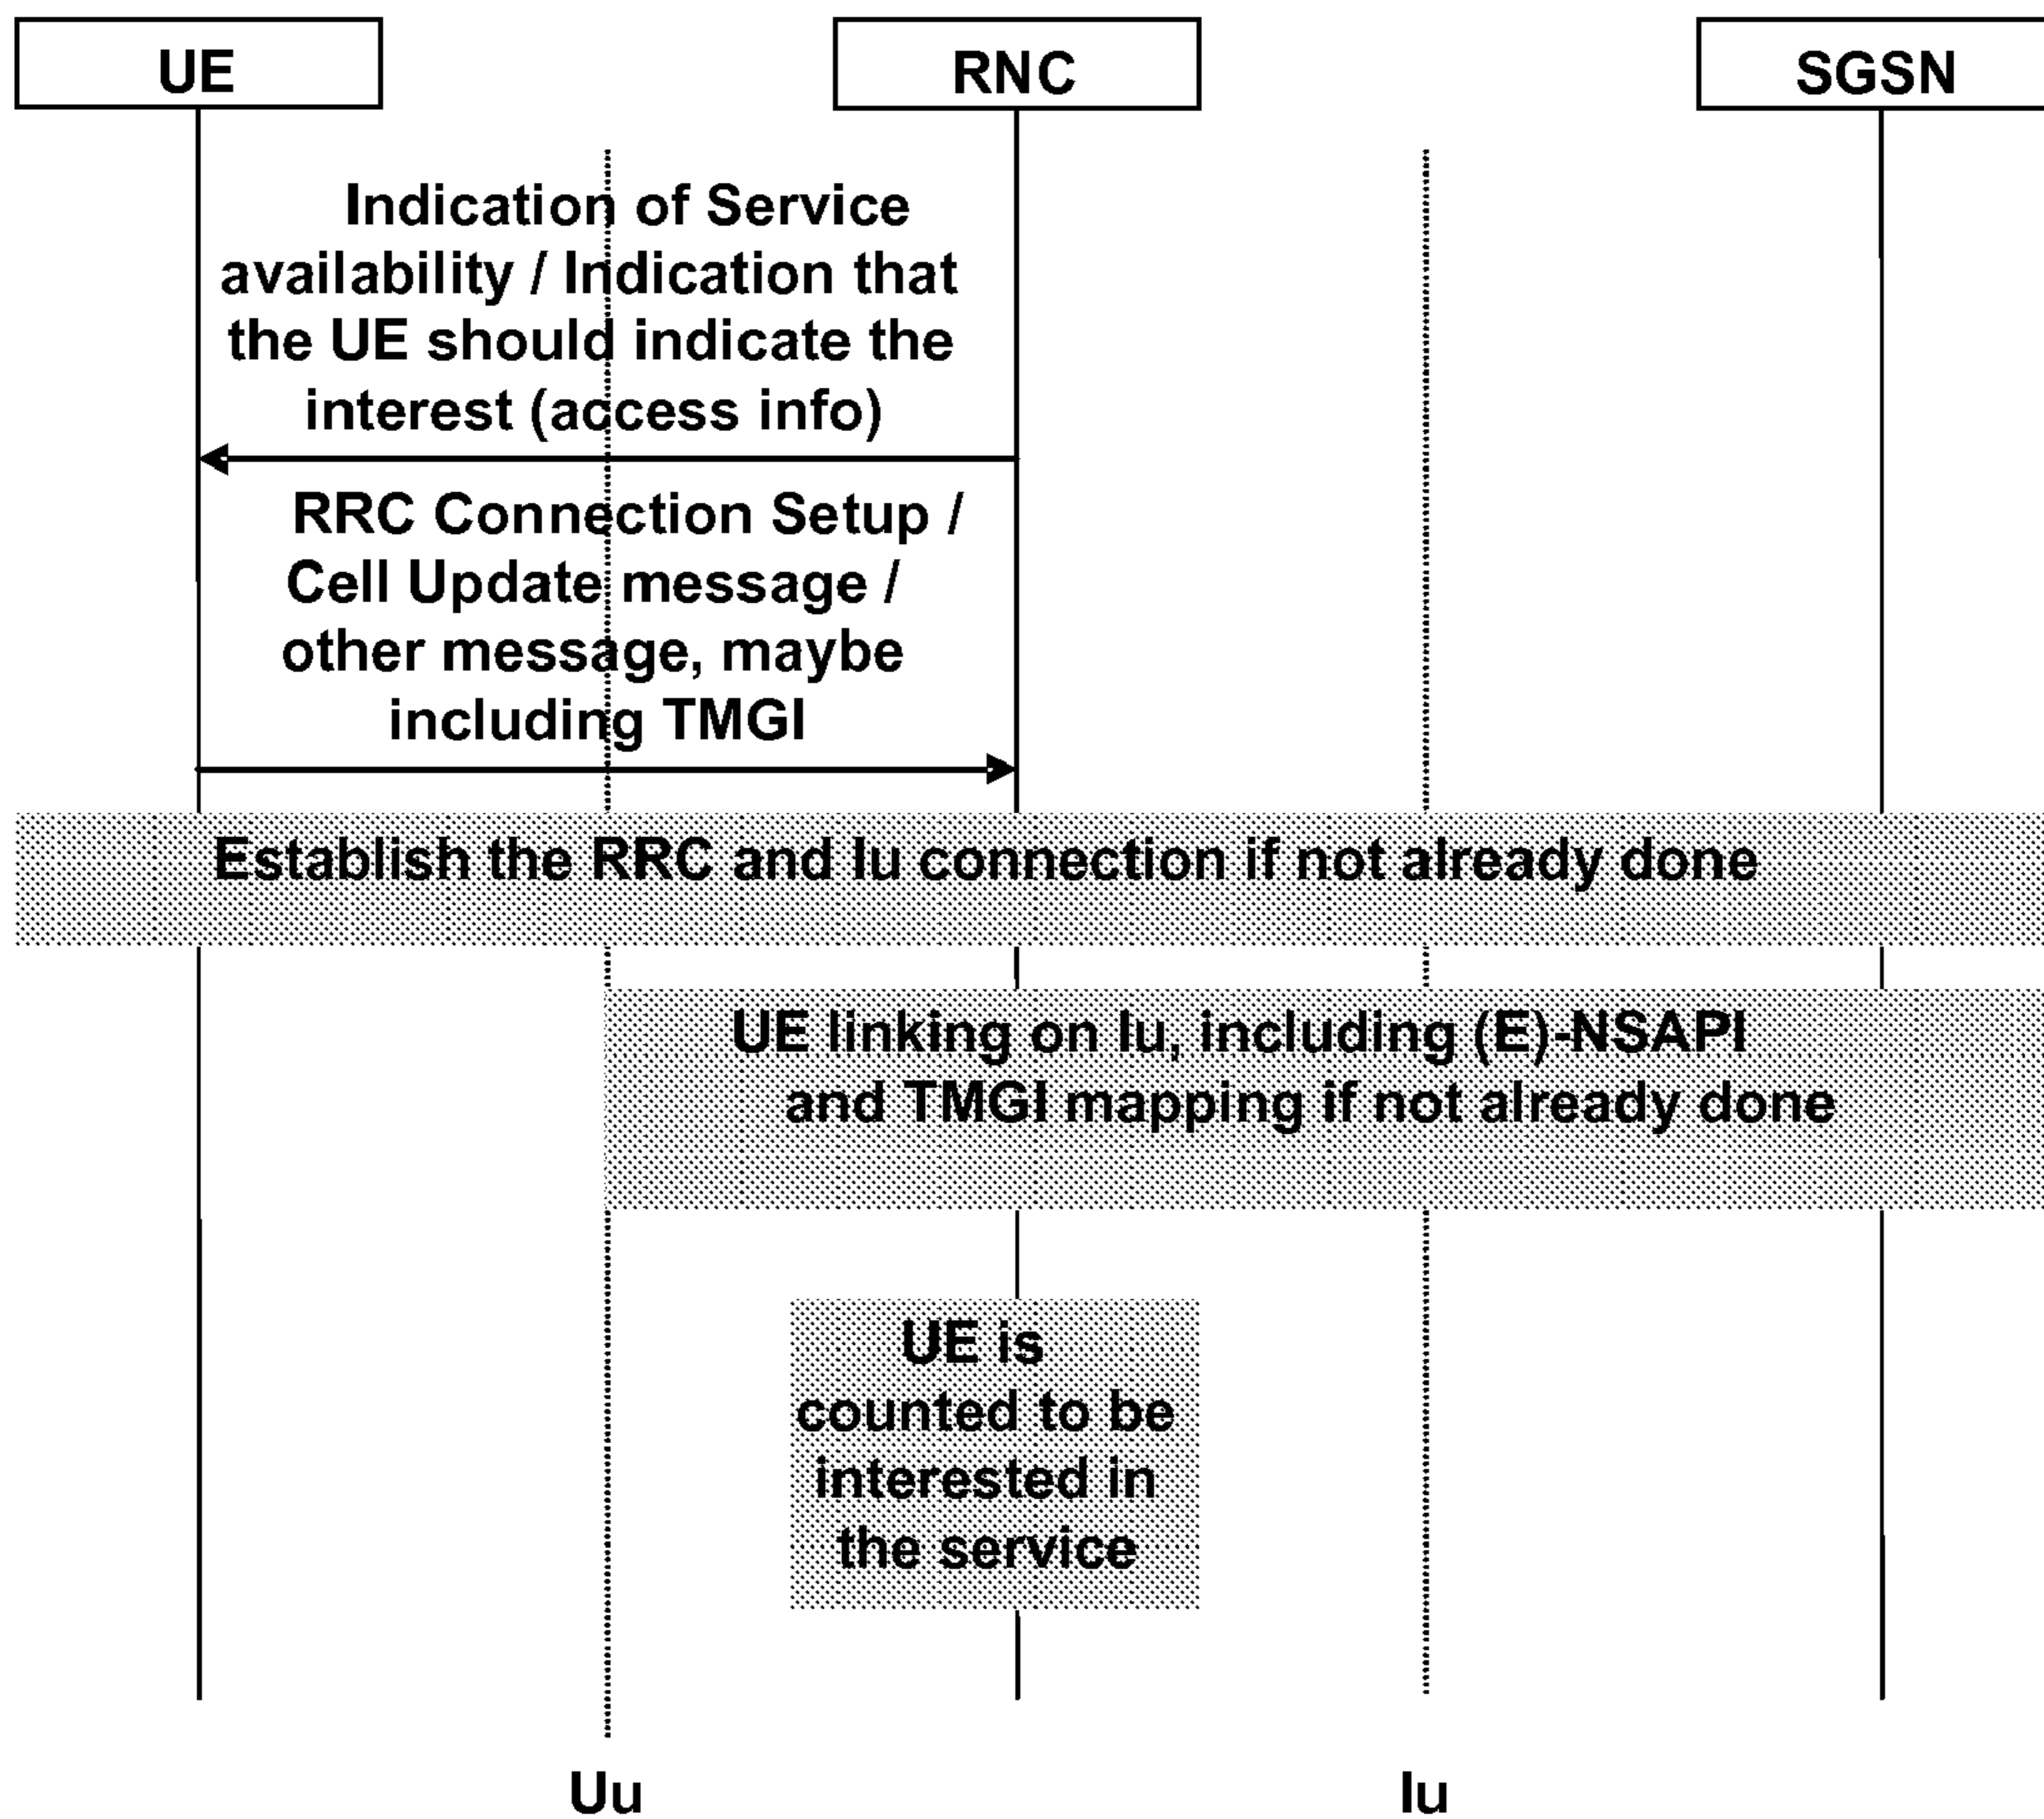 UE
RNC
SGSN
Indication of Service
availability / Indication that
the UE should indicate the
interest (access info)
RRC Connection Setup /
Cell Update message /
other message, maybe
including TMGI
Establish the RRC and Iu connection if not already done
UE linking on Iu, including (E)-NSAPI
and TMGI mapping if not already done
UE is
counted to be
interested in
the service
Uu
Iu